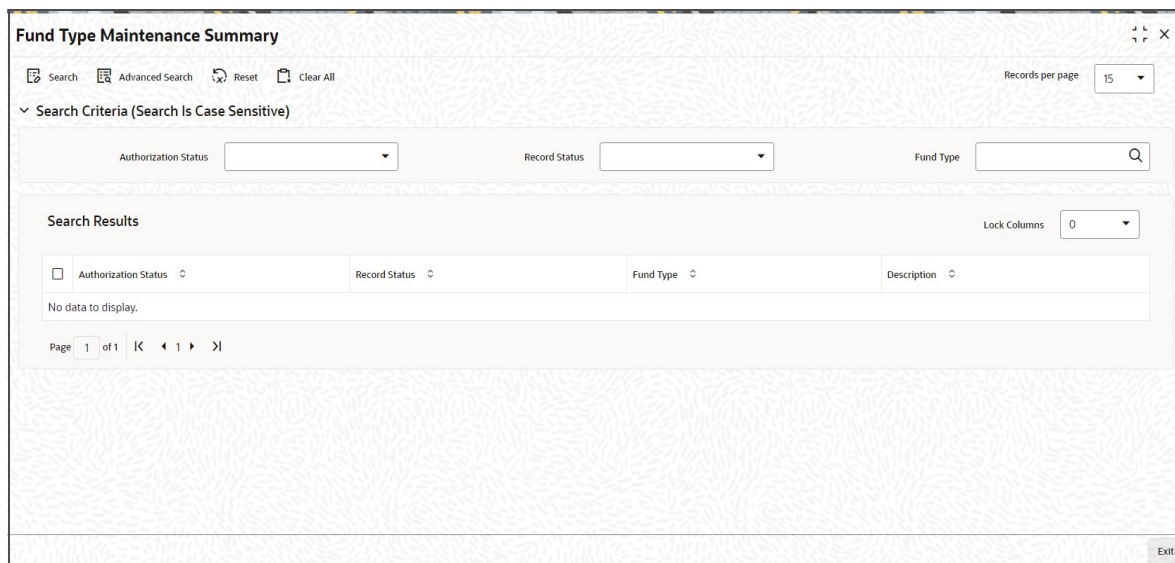 Fund Type Maintenance Summary
Search Advanced Search Reset Clear All Records per page 15
Search Criteria (Search Is Case Sensitive)
Authorization Status Record Status Fund Type
Search Results Lock Columns 0
Authorization Status Record Status Fund Type Description
No data to display.
Page 1 of 1 1
Exit